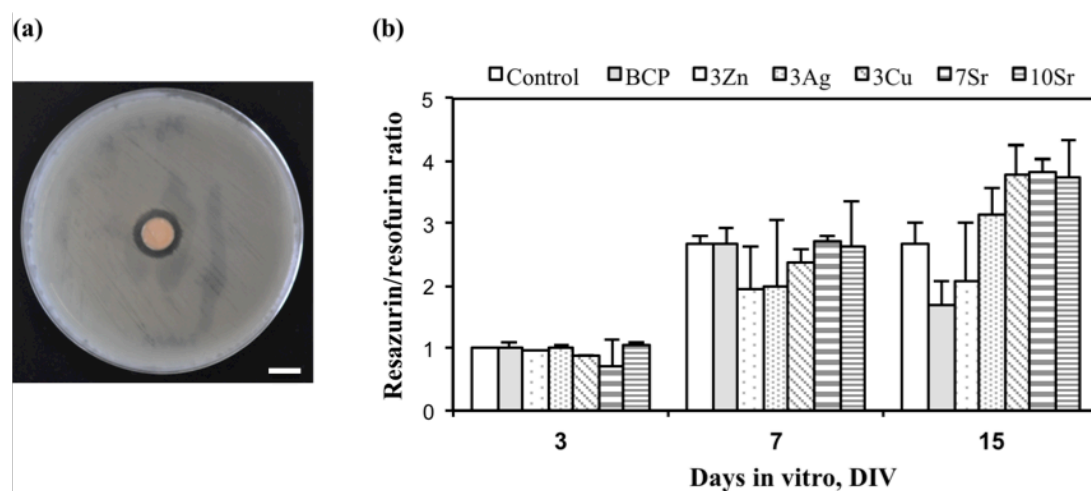 (a)
(b)
Control BCP 3Zn 3Ag 3Cu 7Sr 10Sr
Resazurin/resofurin ratio
5
4
3
2
1
0
3 7 15
Days in vitro, DIV